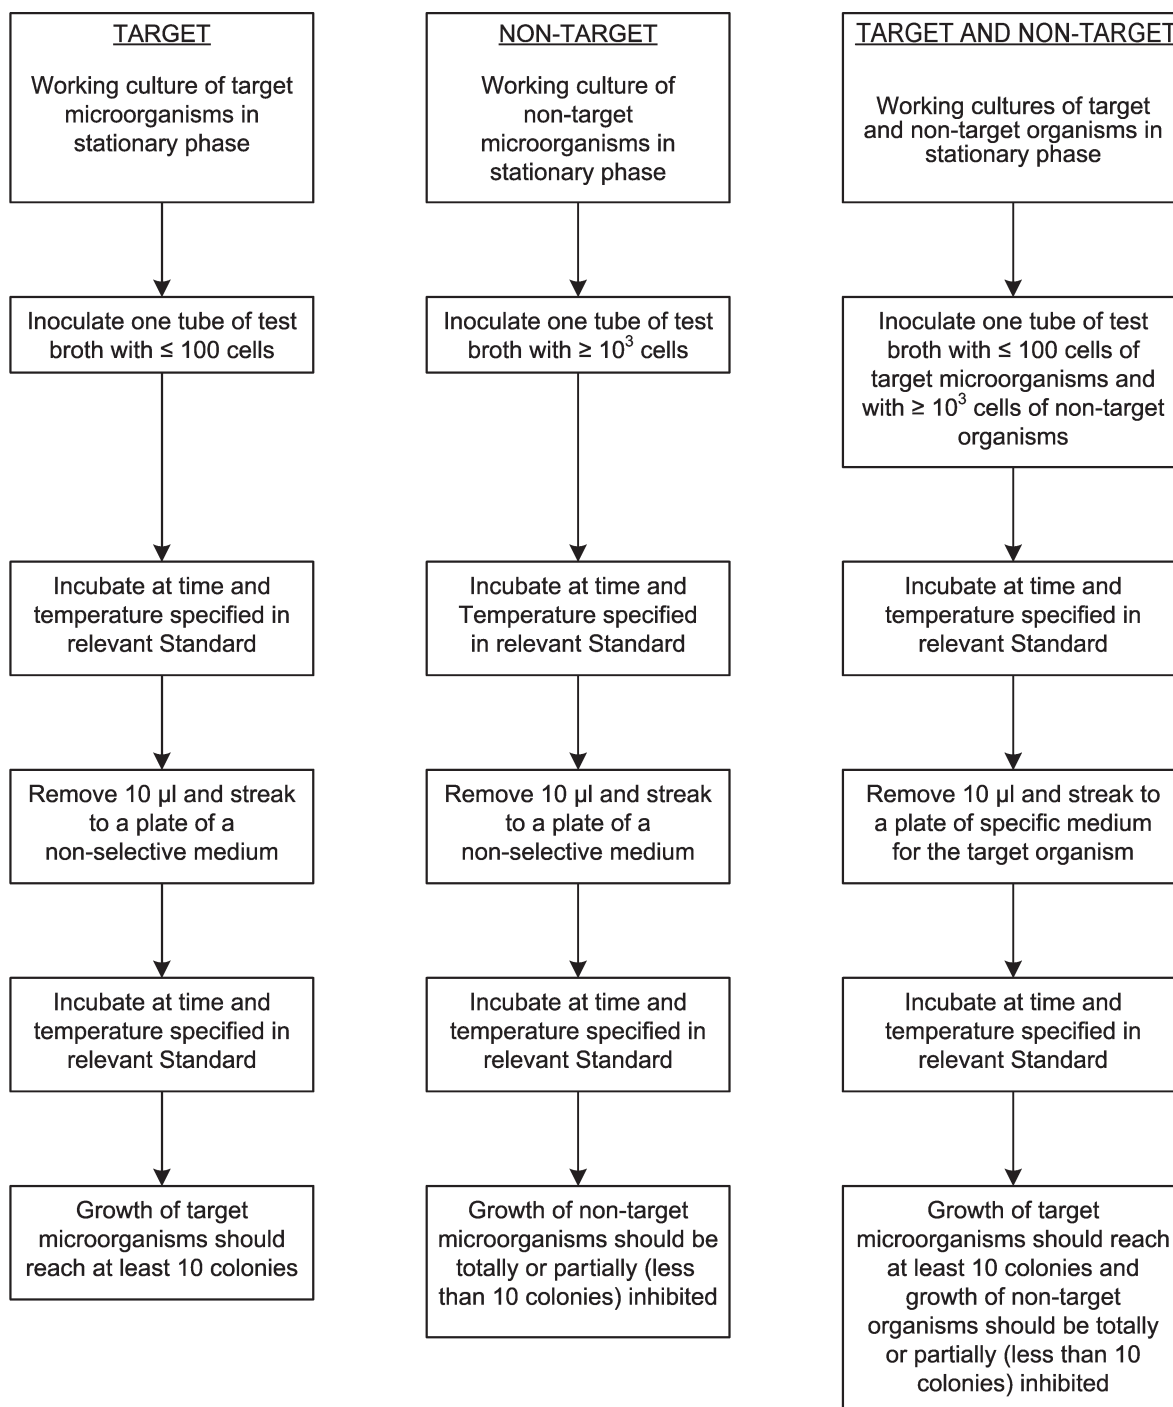 TARGET
Working culture of target
microorganisms in
stationary phase
Inoculate one tube of test
broth with ≤ 100 cells
Incubate at time and
temperature specified in
relevant Standard
Remove 10 µl and streak
to a plate of a
non-selective medium
Incubate at time and
temperature specified in
relevant Standard
Growth of target
microorganisms should
reach at least 10 colonies
NON-TARGET
Working culture of
non-target
microorganisms in
stationary phase
Inoculate one tube of test
broth with ≥ 10³ cells
Incubate at time and
Temperature specified
in relevant Standard
Remove 10 µl and streak
to a plate of a
non-selective medium
Incubate at time and
temperature specified in
relevant Standard
Growth of non-target
microorganisms should be
totally or partially (less
than 10 colonies) inhibited
TARGET AND NON-TARGET
Working cultures of target
and non-target organisms in
stationary phase
Inoculate one tube of test
broth with ≤ 100 cells of
target microorganisms and
with ≥ 10³ cells of non-target
organisms
Incubate at time and
temperature specified in
relevant Standard
Remove 10 µl and streak to
a plate of specific medium
for the target organism
Incubate at time and
temperature specified in
relevant Standard
Growth of target
microorganisms should reach
at least 10 colonies and
growth of non-target
organisms should be totally
or partially (less than 10
colonies) inhibited